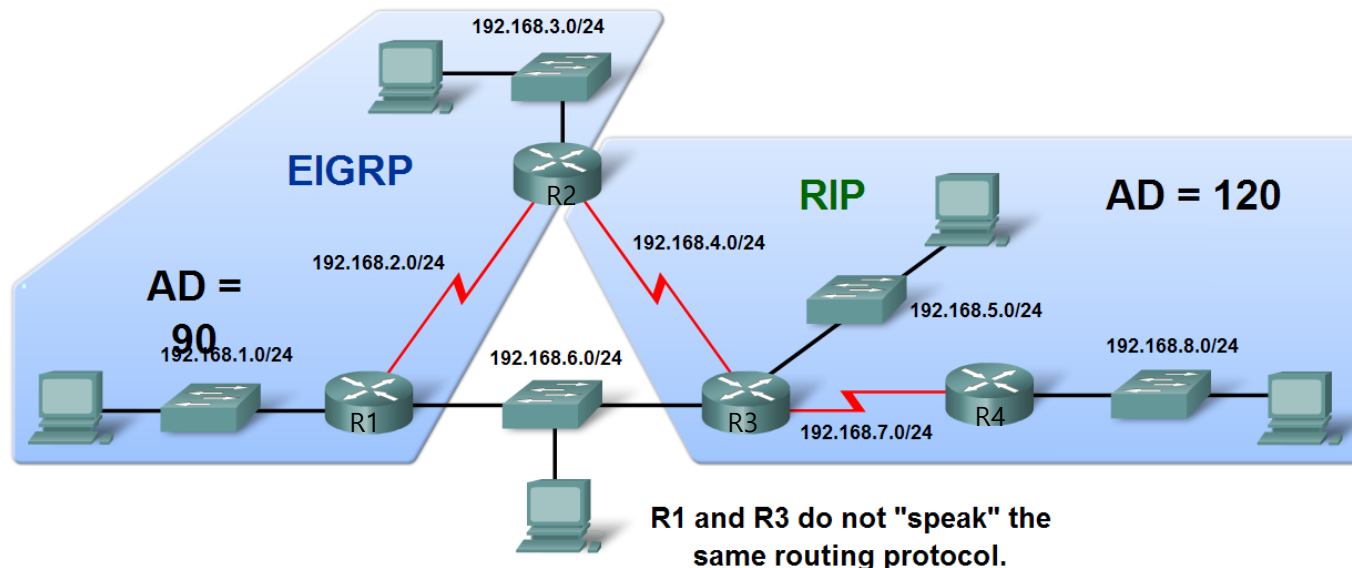 192.168.3.0/24
EIGRP
R2
RIP
AD = 120
192.168.4.0/24
192.168.2.0/24
AD =
90
192.168.5.0/24
192.168.1.0/24
192.168.6.0/24
192.168.8.0/24
R1
R3
R4
192.168.7.0/24
R1 and R3 do not "speak" the
same routing protocol.